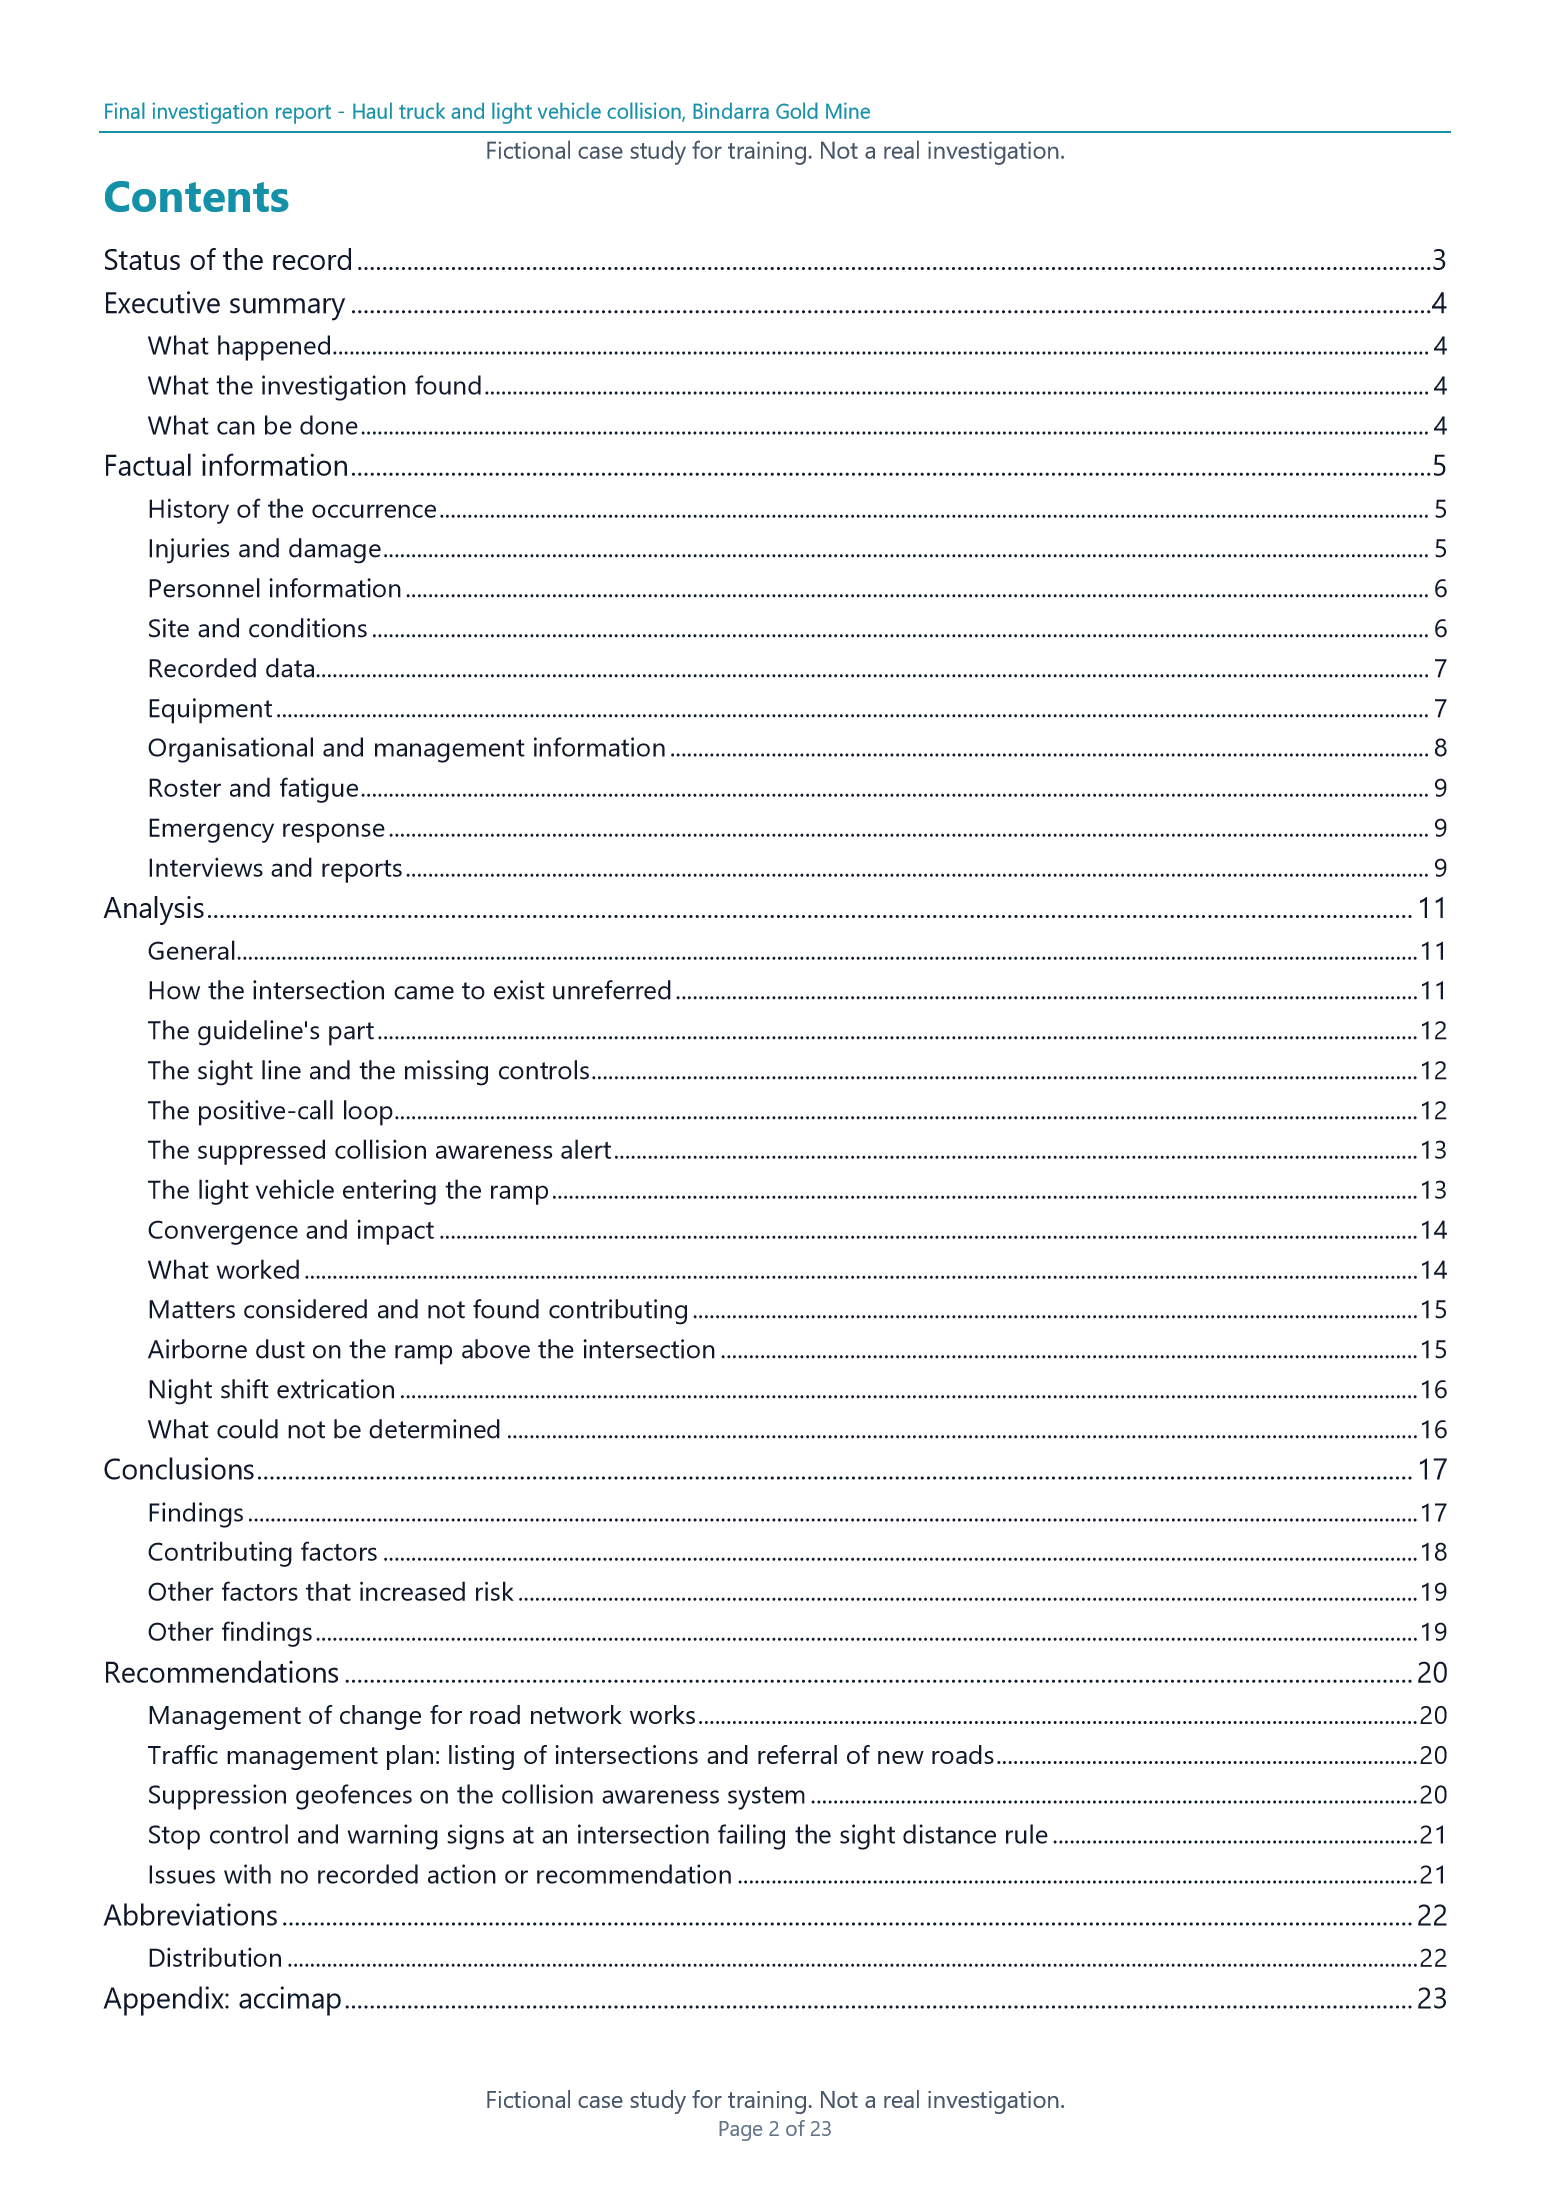 Final investigation report - Haul truck and light vehicle collision, Bindarra Gold Mine
Fictional case study for training. Not a real investigation.
Contents
Status of the record 3
Executive summary 4
What happened 4
What the investigation found 4
What can be done 4
Factual information 5
History of the occurrence 5
Injuries and damage 5
Personnel information 6
Site and conditions 6
Recorded data 7
Equipment 7
Organisational and management information 8
Roster and fatigue 9
Emergency response 9
Interviews and reports 9
Analysis 11
General 11
How the intersection came to exist unreferred 11
The guideline's part 12
The sight line and the missing controls 12
The positive-call loop 12
The suppressed collision awareness alert 13
The light vehicle entering the ramp 13
Convergence and impact 14
What worked 14
Matters considered and not found contributing 15
Airborne dust on the ramp above the intersection 15
Night shift extrication 16
What could not be determined 16
Conclusions 17
Findings 17
Contributing factors 18
Other factors that increased risk 19
Other findings 19
Recommendations 20
Management of change for road network works 20
Traffic management plan: listing of intersections and referral of new roads 20
Suppression geofences on the collision awareness system 20
Stop control and warning signs at an intersection failing the sight distance rule 21
Issues with no recorded action or recommendation 21
Abbreviations 22
Distribution 22
Appendix: accimap 23
Fictional case study for training. Not a real investigation.
Page 2 of 23